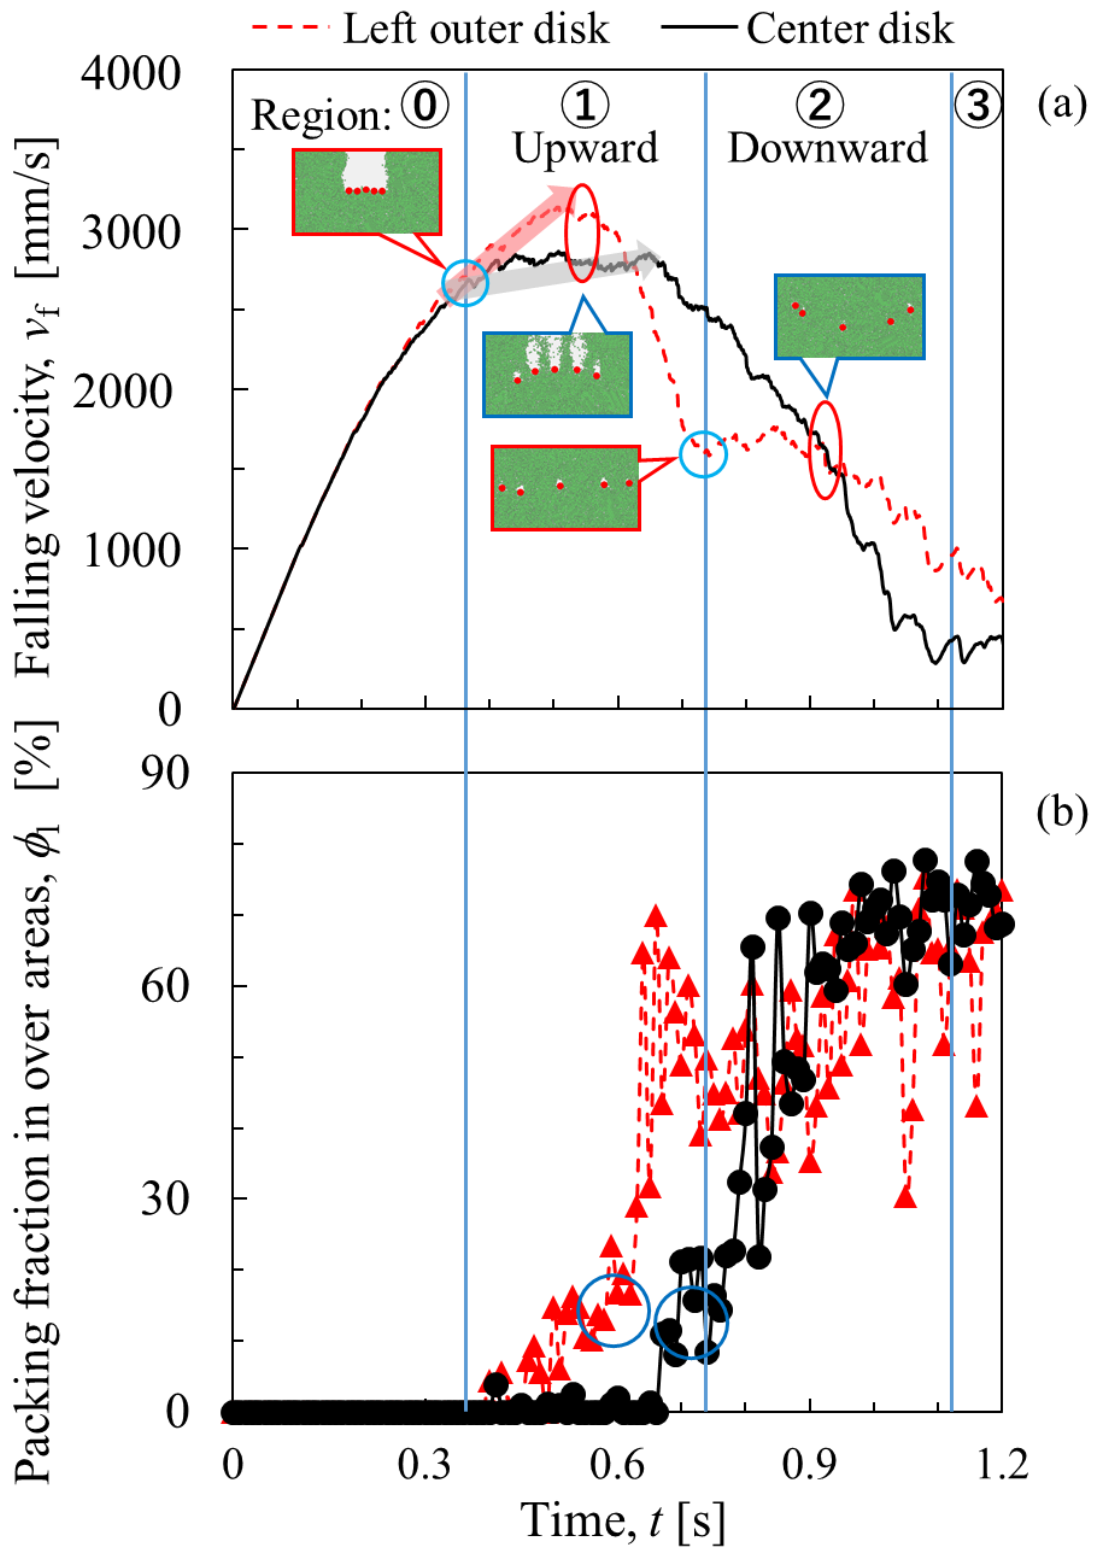 Left outer disk
Center disk
(a)
Falling velocity, vf [mm/s]
4000
3000
2000
1000
0
Region: ⓪
①
②
③
Upward
Downward
(b)
Packing fraction in over areas, ϕl [%]
90
60
30
0
0
0.3
0.6
0.9
1.2
Time, t [s]